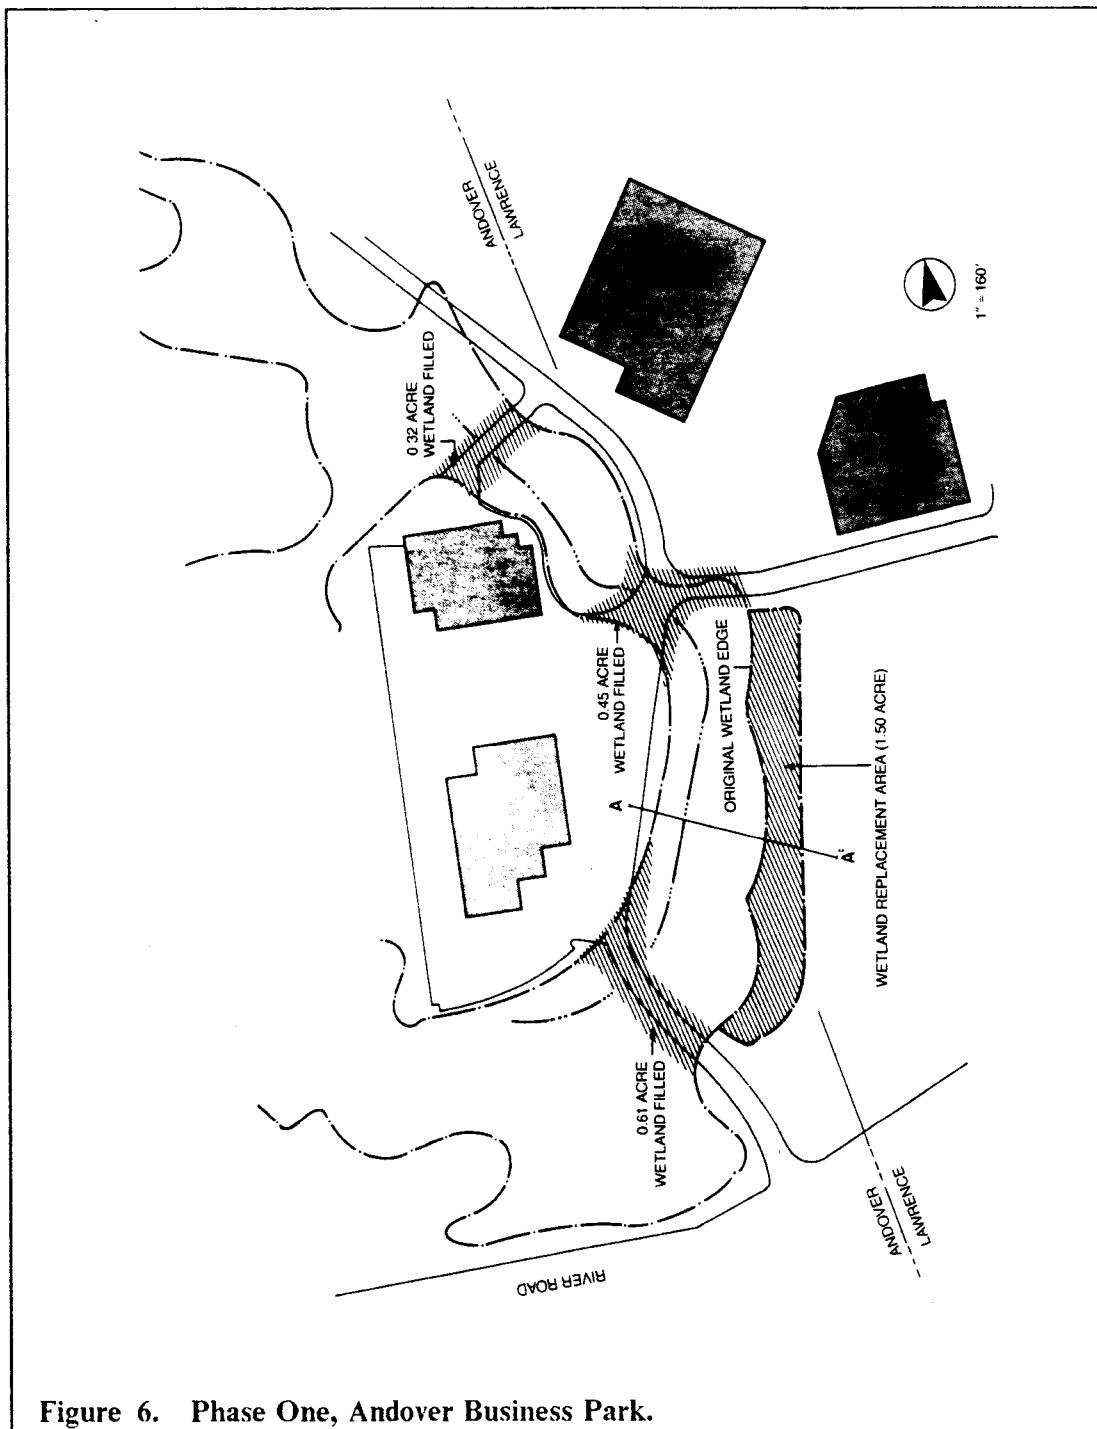 ANDOVER
LAWRENCE
1" = 160'
0.32 ACRE
WETLAND FILLED
0.45 ACRE
WETLAND FILLED
ORIGINAL WETLAND EDGE
A
A'
WETLAND REPLACEMENT AREA (1.50 ACRE)
0.61 ACRE
WETLAND FILLED
ANDOVER
LAWRENCE
RIVER ROAD
Figure 6. Phase One, Andover Business Park.